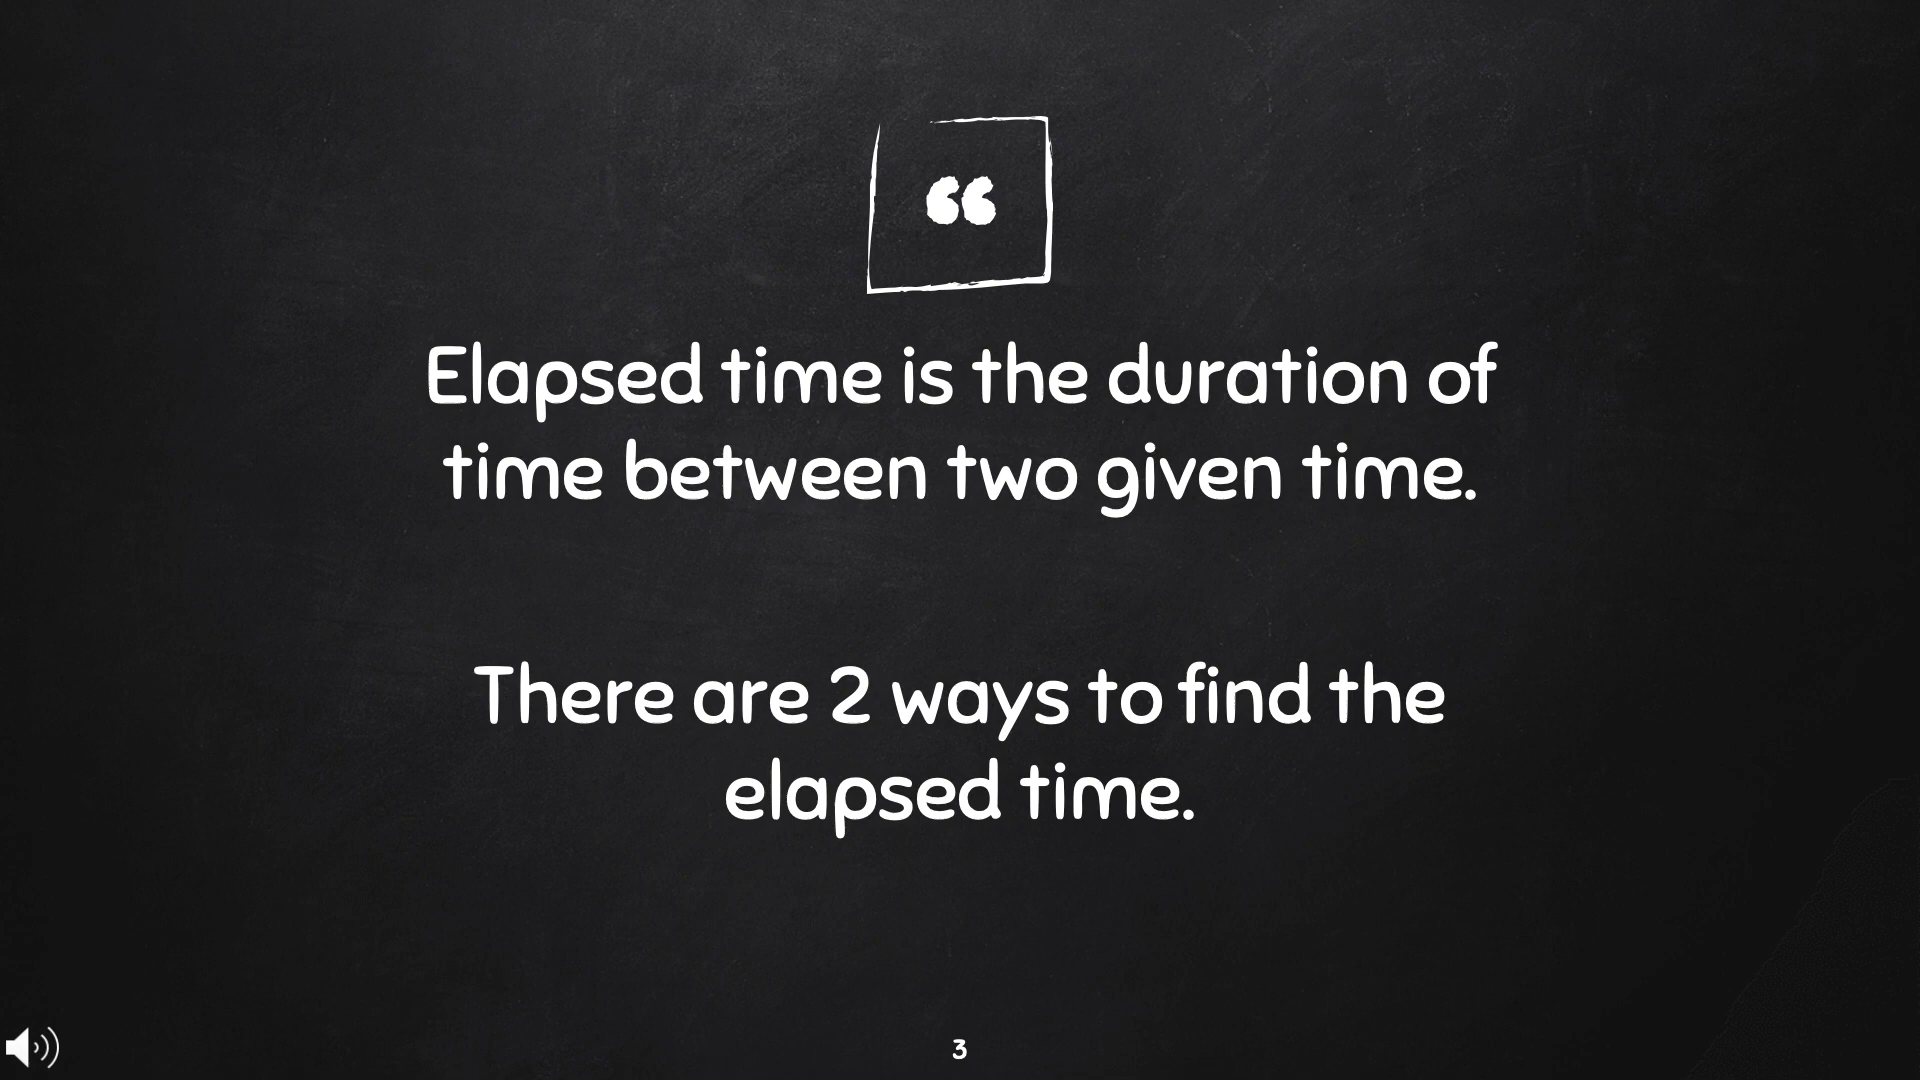 “
Elapsed time is the duration of
time between two given time.
There are 2 ways to find the
elapsed time.
3